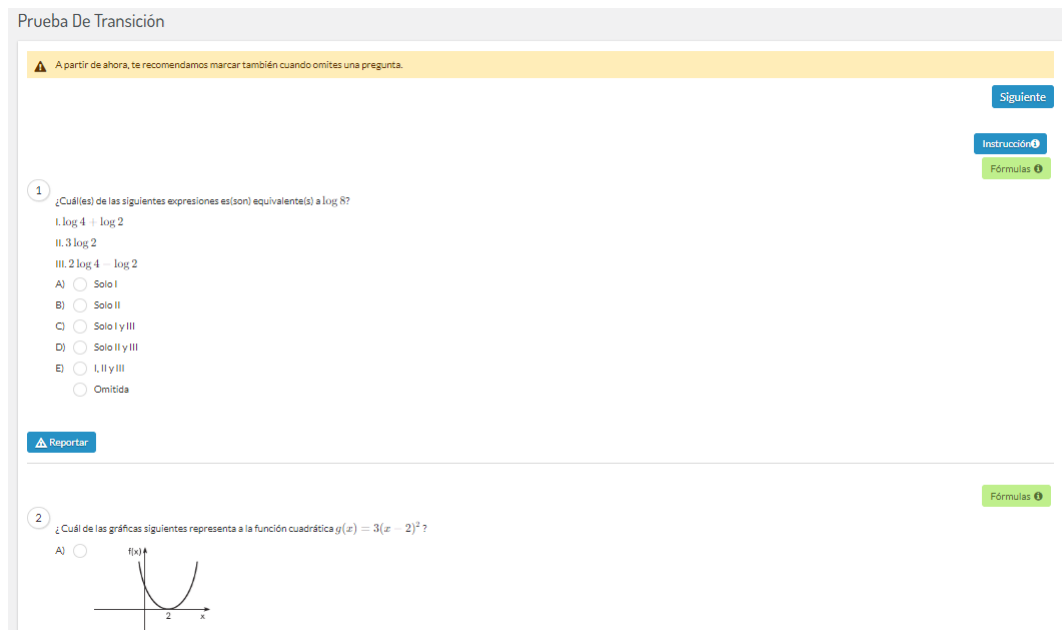 Prueba De Transición
A partir de ahora, te recomendamos marcar también cuando omites una pregunta.
Siguiente
Instrucción
Fórmulas
1
¿Cuál(es) de las siguientes expresiones es(son) equivalente(s) a log 8?
I. log 4 + log 2
II. 3 log 2
III. 2 log 4 − log 2
A) Solo I
B) Solo II
C) Solo I y III
D) Solo II y III
E) I, II y III
Omitida
Reportar
Fórmulas
2
¿ Cuál de las gráficas siguientes representa a la función cuadrática g(x) = 3(x − 2)² ?
A)
f(x)
2 x